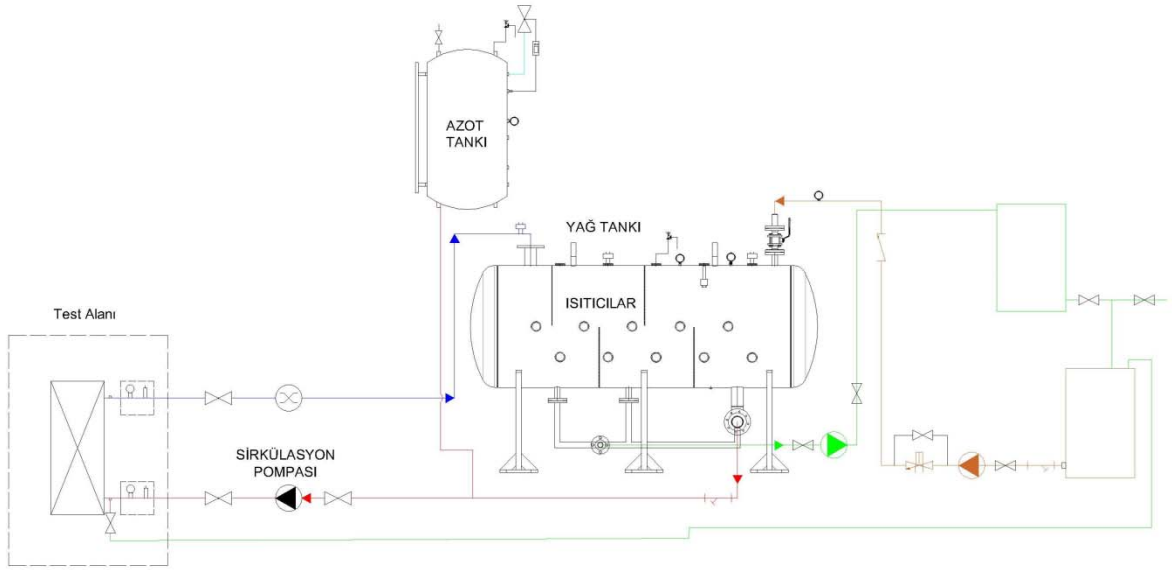 AZOT
TANKI
YAĞ TANKI
ISITICILAR
Test Alanı
SİRKÜLASYON
POMPASI